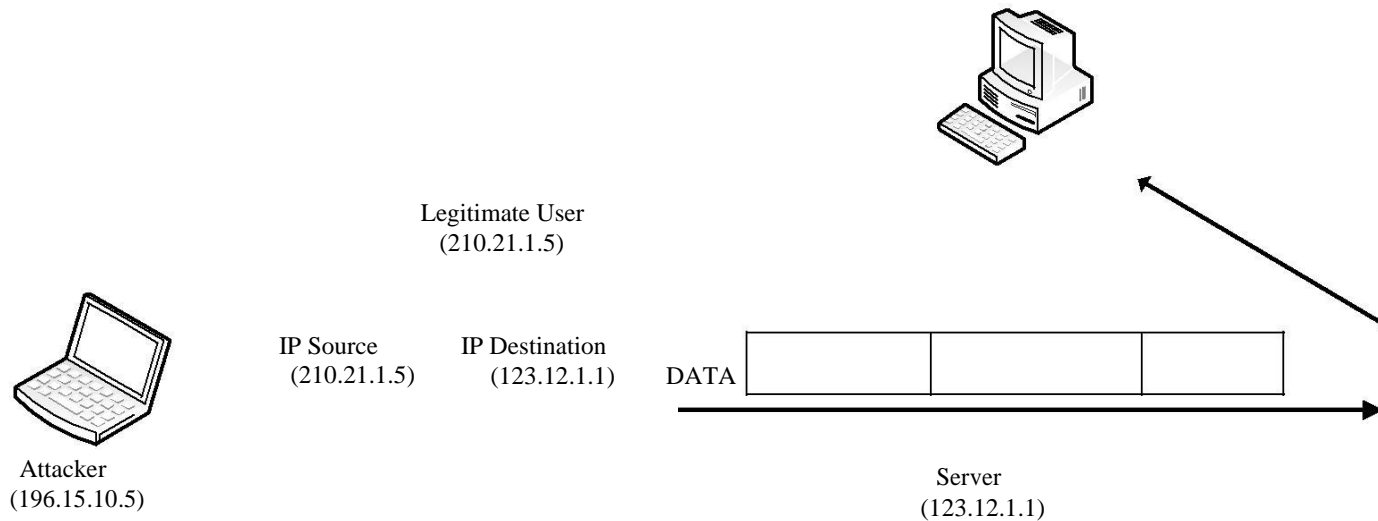 Legitimate User
(210.21.1.5)
IP Source IP Destination
(210.21.1.5) (123.12.1.1) DATA
Attacker
(196.15.10.5)
Server
(123.12.1.1)